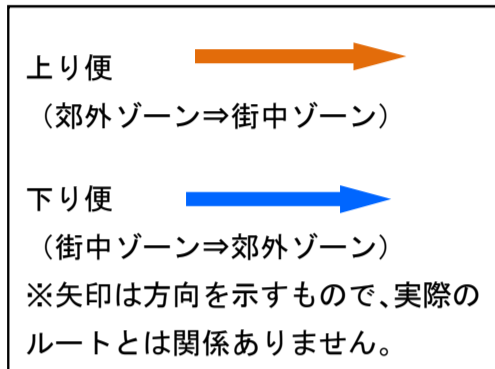 上り便
（郊外ゾーン⇒街中ゾーン）
下り便
（街中ゾーン⇒郊外ゾーン）
※矢印は方向を示すもので、実際の
ルートとは関係ありません。